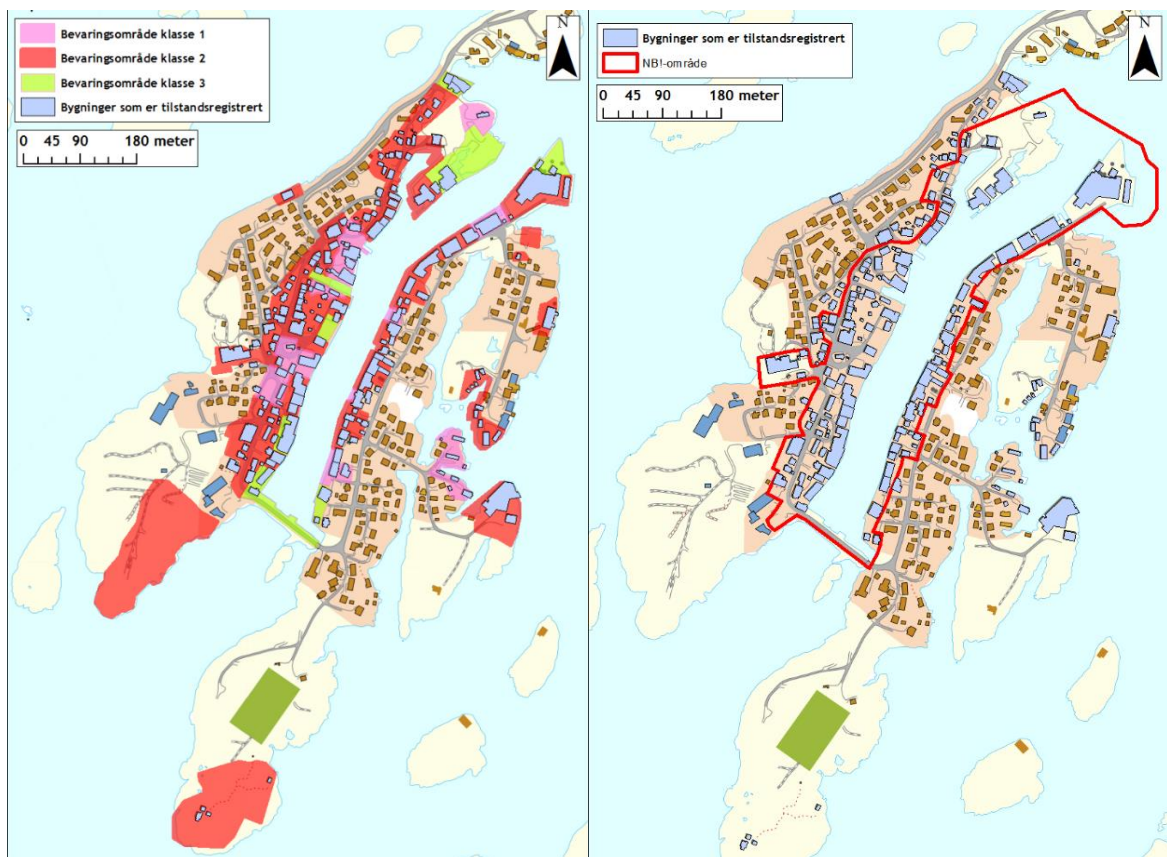 Bevaringsområde klasse 1
Bevaringsområde klasse 2
Bevaringsområde klasse 3
Bygninger som er tilstandsregistrert
0 45 90 180 meter
N
Bygninger som er tilstandsregistrert
NB!-område
0 45 90 180 meter
N